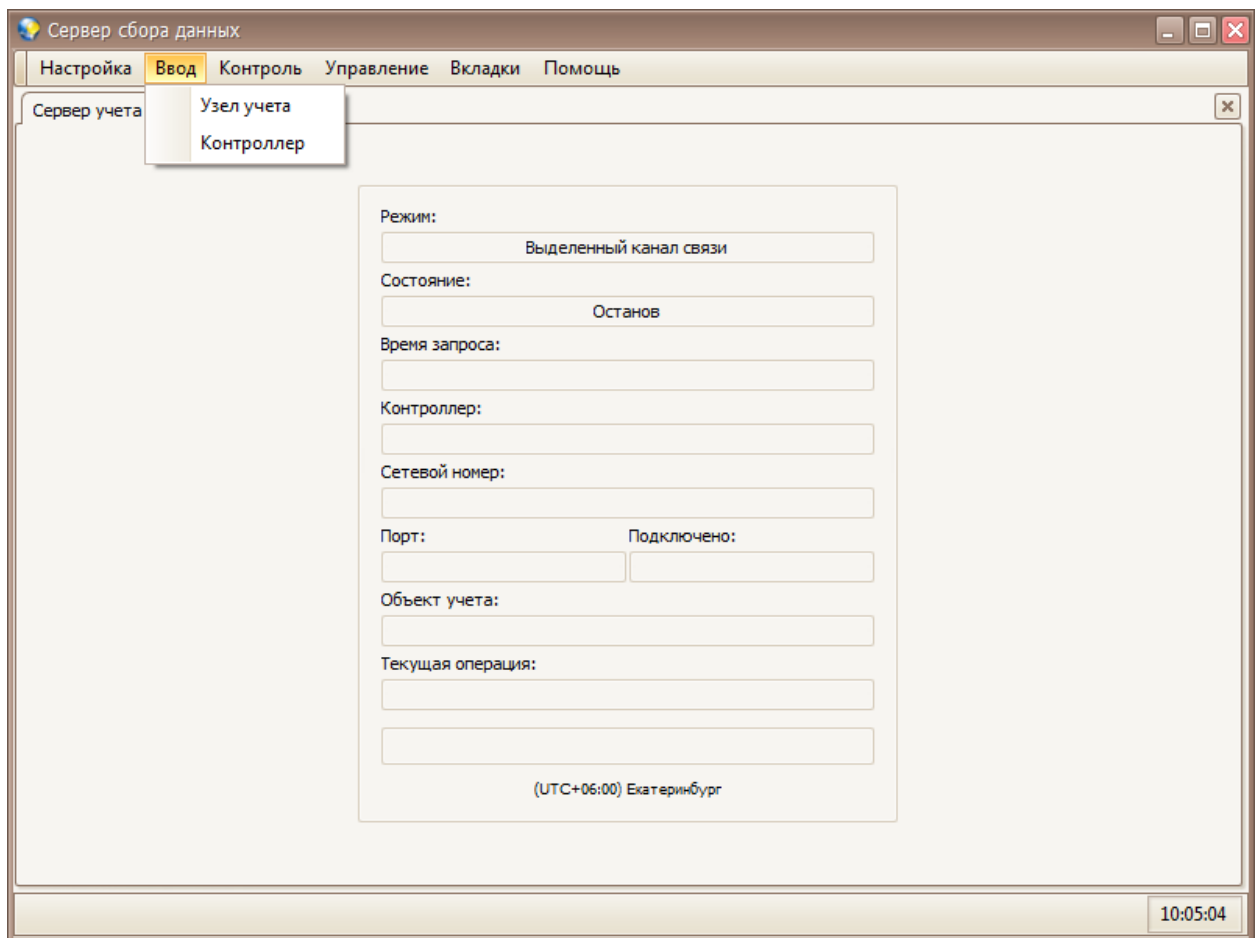 Сервер сбора данных
Настройка Ввод Контроль Управление Вкладки Помощь
Сервер учета
Узел учета
Контроллер
Режим:
Выделенный канал связи
Состояние:
Останов
Время запроса:
Контроллер:
Сетевой номер:
Порт: Подключено:
Объект учета:
Текущая операция:
(UTC+06:00) Екатеринбург
10:05:04